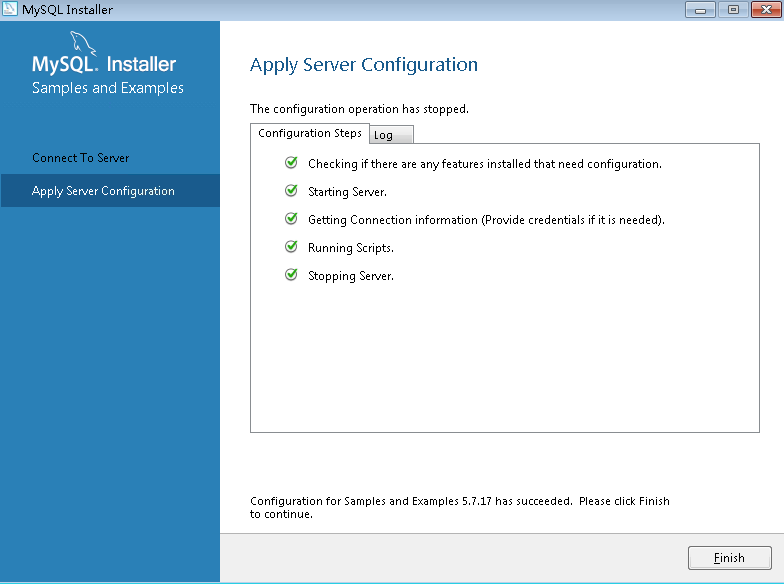 MySQL Installer
MySQL. Installer
Samples and Examples
Connect To Server
Apply Server Configuration
Apply Server Configuration
The configuration operation has stopped.
Configuration Steps Log
Checking if there are any features installed that need configuration.
Starting Server.
Getting Connection information (Provide credentials if it is needed).
Running Scripts.
Stopping Server.
Configuration for Samples and Examples 5.7.17 has succeeded. Please click Finish
to continue.
Finish